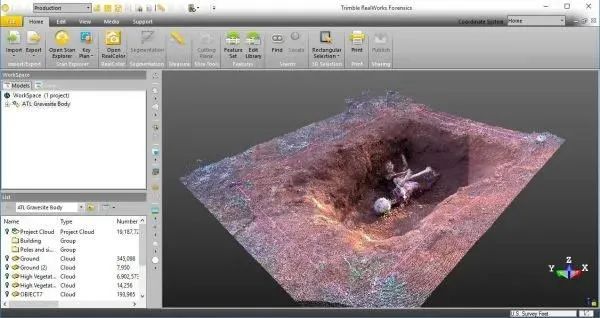 Production
Trimble RealWorks Forensics
Home Edit View Media Support
Coordinate System Home
Import Export Open Scan Explorer Key Plan Open RealColor Segmentation Measure Cutting Plane Feature Set Edit Library Find Locate Rectangular Selection Print Publish
Import/Export Scan Explorer RealColor Segmentation Measure Slice Tools Features Search 3D Selection Print Sharing
WorkSpace
Models
WorkSpace (1 project)
ATL Gravesite Body
List
ATL Gravesite Body
Name Type Number
Project Cloud Project Cloud 19,187,7
Building Group
Poles and si... Group
Ground Cloud 345,098
Ground (2) Cloud 7,950
High Vegetat... Cloud 6,902,57
High Vegetat... Cloud 14,256
OBJECT7 Cloud 193,965
Z
Y X
U.S. Survey Feet